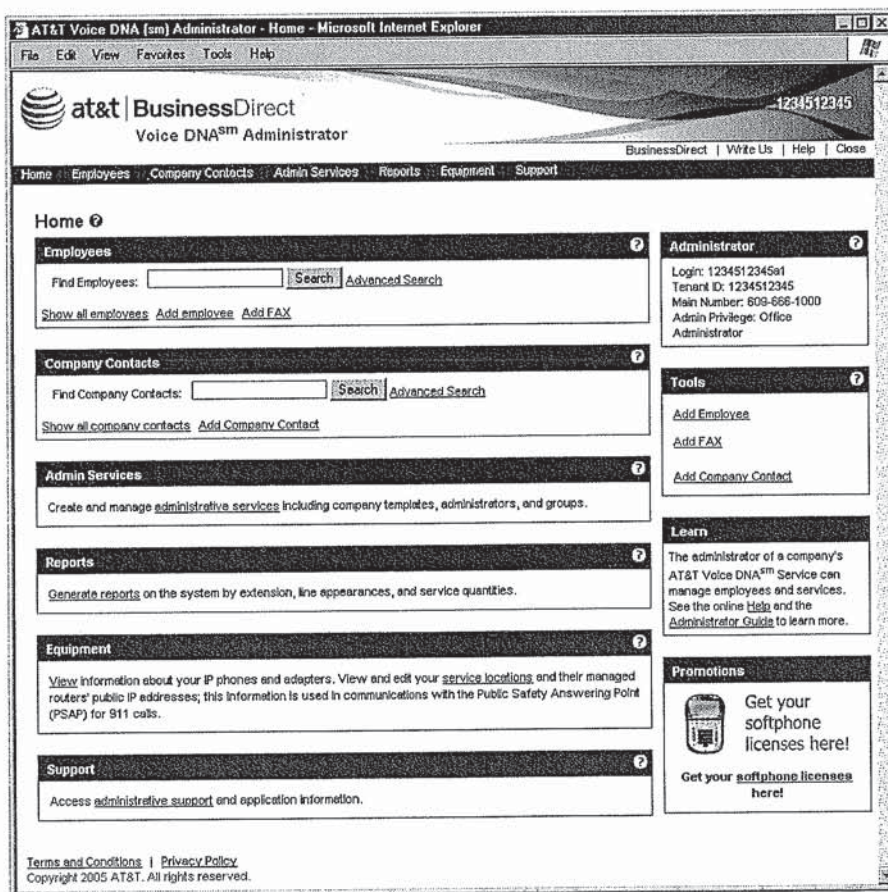 AT&T Voice DNA (sm) Administrator - Home - Microsoft Internet Explorer
File Edit View Favorites Tools Help
at&t | BusinessDirect
Voice DNAsm Administrator
1234512345
BusinessDirect | Write Us | Help | Close
Home Employees Company Contacts Admin Services Reports Equipment Support
Home ?
Employees ?
Find Employees: Search Advanced Search
Show all employees Add employee Add FAX
Company Contacts ?
Find Company Contacts: Search Advanced Search
Show all company contacts Add Company Contact
Admin Services ?
Create and manage administrative services including company templates, administrators, and groups.
Reports ?
Generate reports on the system by extension, line appearances, and service quantities.
Equipment ?
View information about your IP phones and adapters. View and edit your service locations and their managed
routers' public IP addresses; this information is used in communications with the Public Safety Answering Point
(PSAP) for 911 calls.
Support ?
Access administrative support and application information.
Administrator ?
Login: 1234512345a1
Tenant ID: 1234512345
Main Number: 609-666-1000
Admin Privilege: Office
Administrator
Tools ?
Add Employee
Add FAX
Add Company Contact
Learn
The administrator of a company's
AT&T Voice DNAsm Service can
manage employees and services.
See the online Help and the
Administrator Guide to learn more.
Promotions
Get your
softphone
licenses here!
Get your softphone licenses
here!
Terms and Conditions | Privacy Policy
Copyright 2005 AT&T. All rights reserved.